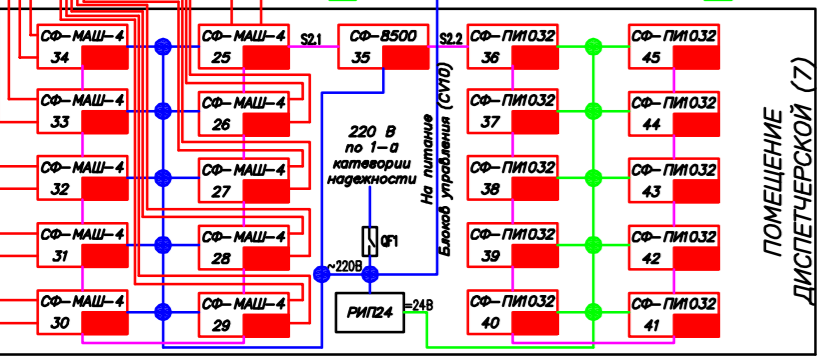 СФ-МАШ-4
34
СФ-МАШ-4
25
S2.1
СФ-8500
35
S2.2
СФ-ПИ1032
36
СФ-ПИ1032
45
СФ-МАШ-4
33
СФ-МАШ-4
26
СФ-ПИ1032
37
СФ-ПИ1032
44
220 В
по 1-а
категории
надежности
На питание
Блоков управления (CV10)
СФ-МАШ-4
32
СФ-МАШ-4
27
СФ-ПИ1032
38
СФ-ПИ1032
43
СФ-МАШ-4
31
СФ-МАШ-4
28
QF1
СФ-ПИ1032
39
СФ-ПИ1032
42
~220В
СФ-МАШ-4
30
СФ-МАШ-4
29
РИП24
=24В
СФ-ПИ1032
40
СФ-ПИ1032
41
ПОМЕЩЕНИЕ
ДИСПЕТЧЕРСКОЙ (7)